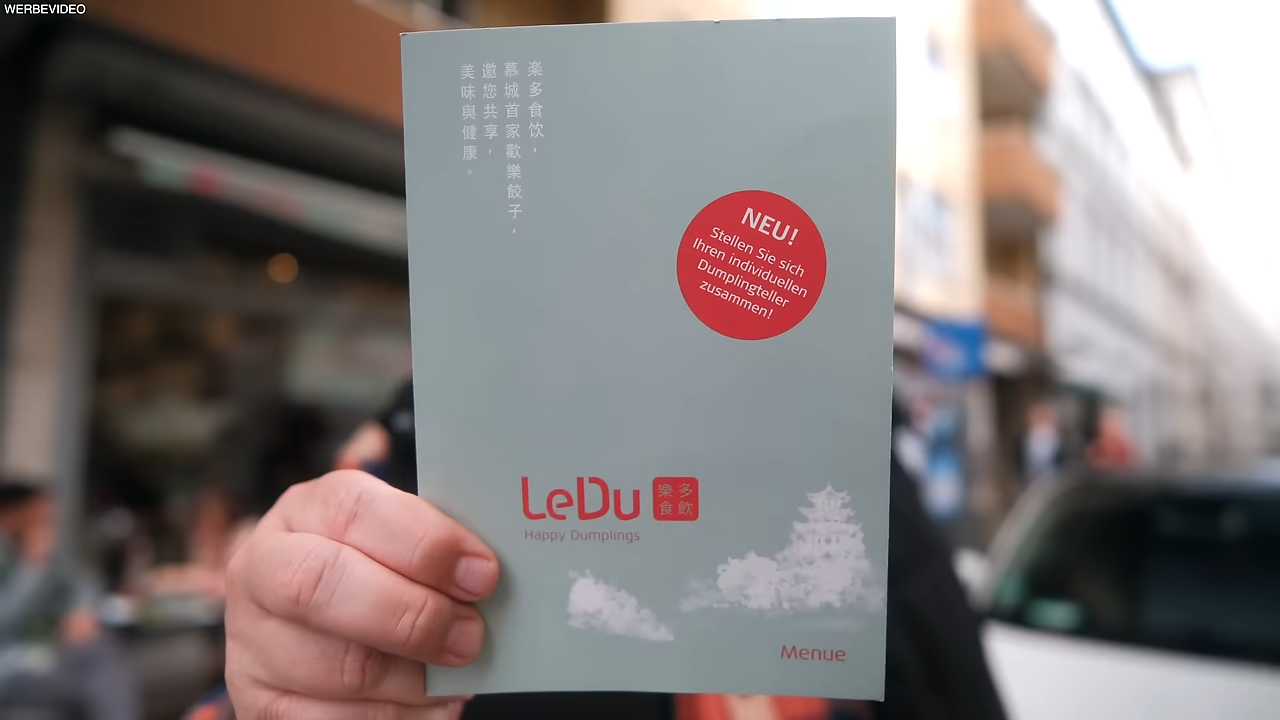 WERBEVIDEO
楽多食饮，
慕城首家歡樂餃子，
邀您共享，
美味與健康。
NEU!
Stellen Sie sich
Ihren individuellen
Dumplingteller
zusammen!
LeDu
樂多
食飲
Happy Dumplings
Menue